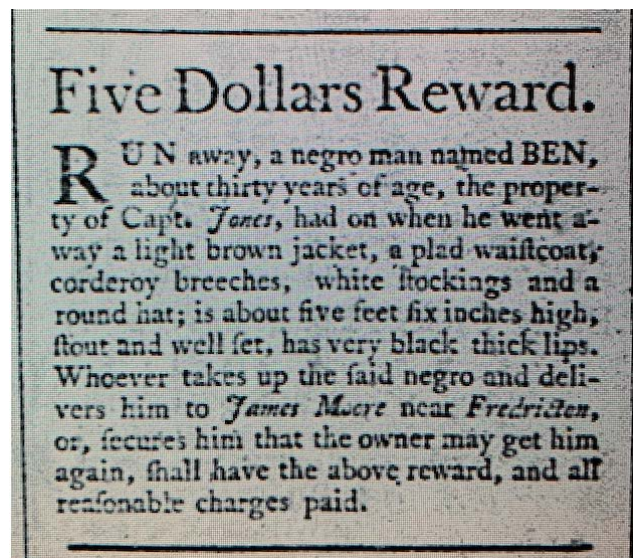 Five Dollars Reward.
RUN away, a negro man named BEN,
about thirty years of age, the proper-
ty of Capt. Jones, had on when he went a-
way a light brown jacket, a plad waiſtcoat,
corderoy breeches, white ſtockings and a
round hat; is about five feet ſix inches high,
ſtout and well ſet, has very black thick lips.
Whoever takes up the ſaid negro and deli-
vers him to James Moore near Fredricton,
or, ſecures him that the owner may get him
again, ſhall have the above reward, and all
reaſonable charges paid.